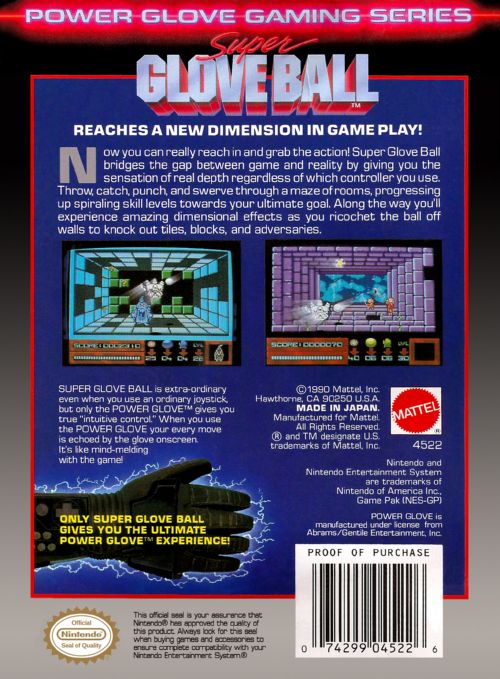 POWER GLOVE GAMING SERIES
Super
GLOVE BALL
TM
REACHES A NEW DIMENSION IN GAME PLAY!
Now you can really reach in and grab the action! Super Glove Ball
bridges the gap between game and reality by giving you the
sensation of real depth regardless of which controller you use.
Throw, catch, punch, and swerve through a maze of rooms, progressing
up spiraling skill levels towards your ultimate goal. Along the way you'll
experience amazing dimensional effects as you ricochet the ball off
walls to knock out tiles, blocks, and adversaries.
LVL
SUPER GLOVE BALL is extra-ordinary
even when you use an ordinary joystick,
but only the POWER GLOVE™ gives you
true "intuitive control." When you use
the POWER GLOVE your every move
is echoed by the glove onscreen.
It's like mind-melding
with the game!
© 1990 Mattel, Inc.
Hawthorne, CA 90250 U.S.A.
MADE IN JAPAN.
Manufactured for Mattel.
All Rights Reserved.
® and TM designate U.S.
trademarks of Mattel, Inc.
MATTEL
®
4522
Nintendo and
Nintendo Entertainment System
are trademarks of
Nintendo of America Inc.,
Game Pak (NES-GP)
POWER GLOVE is
manufactured under license from
Abrams/Gentile Entertainment, Inc.
ONLY SUPER GLOVE BALL
GIVES YOU THE ULTIMATE
POWER GLOVE™ EXPERIENCE!
PROOF OF PURCHASE
0 74299 04522 6
Official
Nintendo
Seal of Quality
This official seal is your assurance that
Nintendo® has approved the quality of
this product. Always look for this seal
when buying games and accessories to
ensure complete compatibility with your
Nintendo Entertainment System®